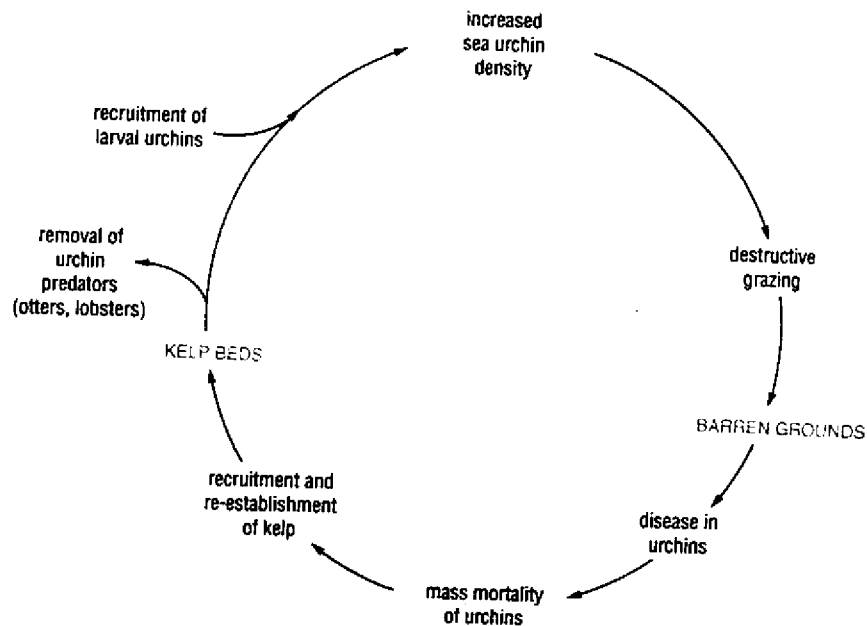 increased
sea urchin
density
recruitment of
larval urchins
removal of
urchin
predators
(otters, lobsters)
destructive
grazing
KELP BEDS
BARREN GROUNDS
recruitment and
re-establishment
of kelp
disease in
urchins
mass mortality
of urchins